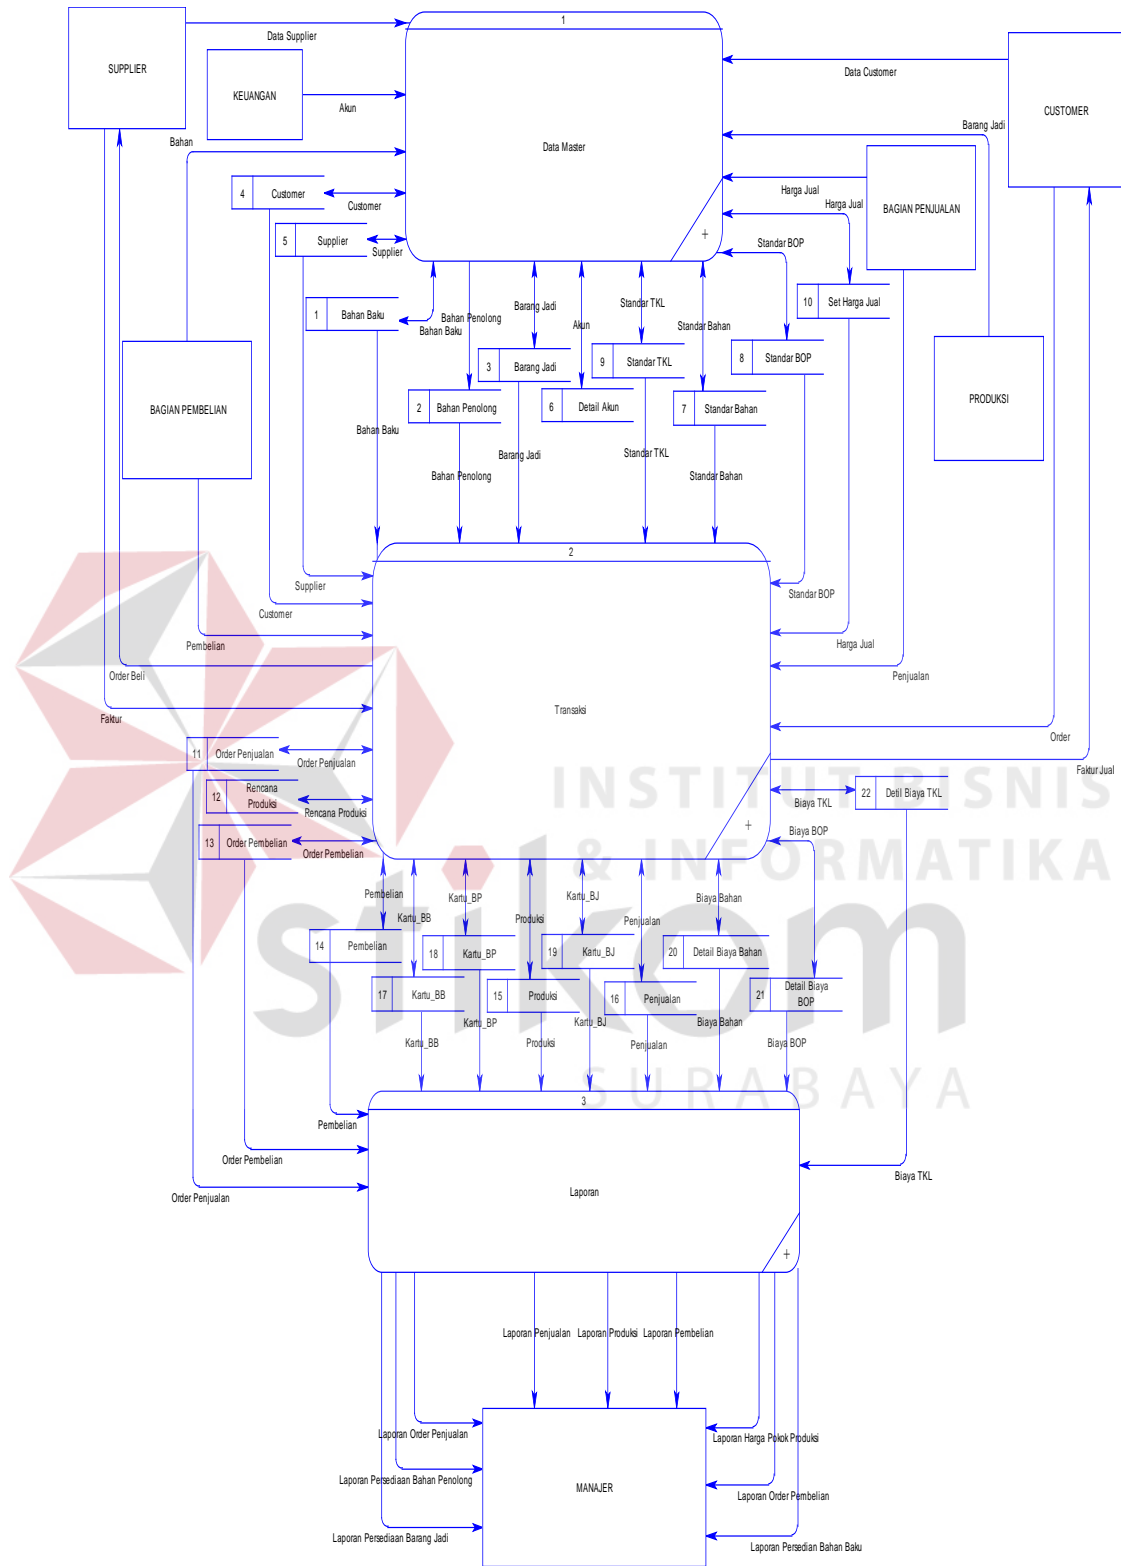 1
Data Supplier
SUPPLIER
KEUANGAN
Akun
Data Customer
CUSTOMER
Bahan
Data Master
Barang Jadi
4
Customer
Customer
Harga Jual
BAGIAN PENJUALAN
Harga Jual
5
Supplier
Supplier
+
Standar BOP
1
Bahan Baku
Bahan Baku
Bahan Penolong
Barang Jadi
Akun
Standar TKL
Standar Bahan
10
Set Harga Jual
3
Barang Jadi
9
Standar TKL
8
Standar BOP
BAGIAN PEMBELIAN
2
Bahan Penolong
6
Detail Akun
7
Standar Bahan
PRODUKSI
Bahan Baku
Bahan Penolong
Barang Jadi
Standar TKL
Standar Bahan
2
Supplier
Standar BOP
Customer
Pembelian
Harga Jual
Order Beli
Penjualan
Faktur
Transaksi
Order
11
Order Penjualan
Order Penjualan
Faktur Jual
12
Rencana
Produksi
Rencana Produksi
Biaya TKL
22
Detil Biaya TKL
13
Order Pembelian
Order Pembelian
+
Biaya BOP
INSTITUT BISNIS
& INFORMATIKA
stikom
SURABAYA
Pembelian
Kartu_BB
Kartu_BP
Produksi
Kartu_BJ
Penjualan
Biaya Bahan
14
Pembelian
18
Kartu_BP
19
Kartu_BJ
20
Detail Biaya Bahan
17
Kartu_BB
15
Produksi
16
Penjualan
21
Detail Biaya
BOP
Kartu_BB
Kartu_BP
Produksi
Kartu_BJ
Penjualan
Biaya Bahan
Biaya BOP
3
Pembelian
Order Pembelian
Biaya TKL
Order Penjualan
Laporan
+
Laporan Penjualan
Laporan Produksi
Laporan Pembelian
Laporan Order Penjualan
Laporan Harga Pokok Produksi
Laporan Persediaan Bahan Penolong
MANAJER
Laporan Order Pembelian
Laporan Persediaan Barang Jadi
Laporan Persedian Bahan Baku